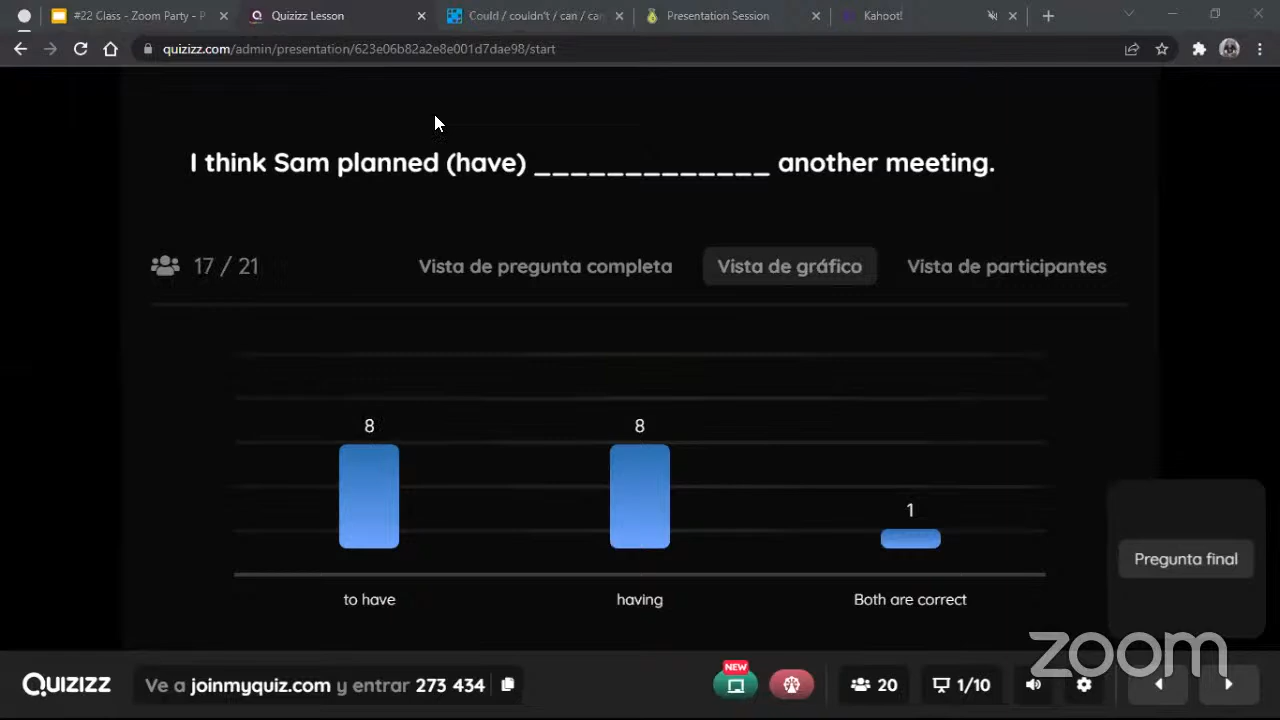 #22 Class - Zoom Party - P
Quizizz Lesson
Could / couldn't / can / ca
Presentation Session
Kahoot!
quizizz.com/admin/presentation/623e06b82a2e8e001d7dae98/start
I think Sam planned (have) _____________ another meeting.
17 / 21
Vista de pregunta completa
Vista de gráfico
Vista de participantes
8
8
1
to have
having
Both are correct
Pregunta final
zoom
QUIZIZZ
Ve a joinmyquiz.com y entrar 273 434
NEW
20
1/10